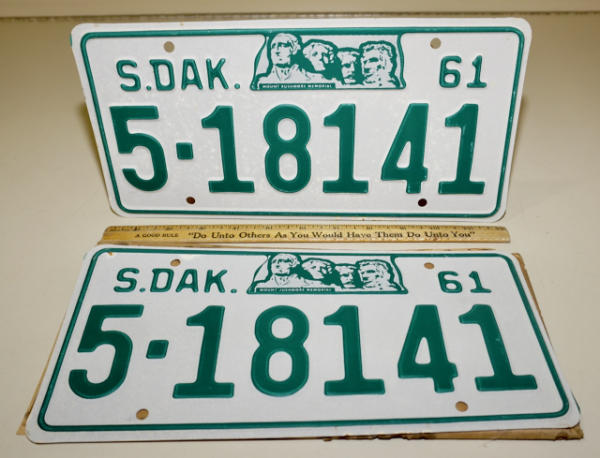 S.DAK. 61
MOUNT RUSHMORE MEMORIAL
5-18141
A GOOD RULE "Do Unto Others As You Would Have Them Do Unto You"
S.DAK. 61
MOUNT RUSHMORE MEMORIAL
5-18141